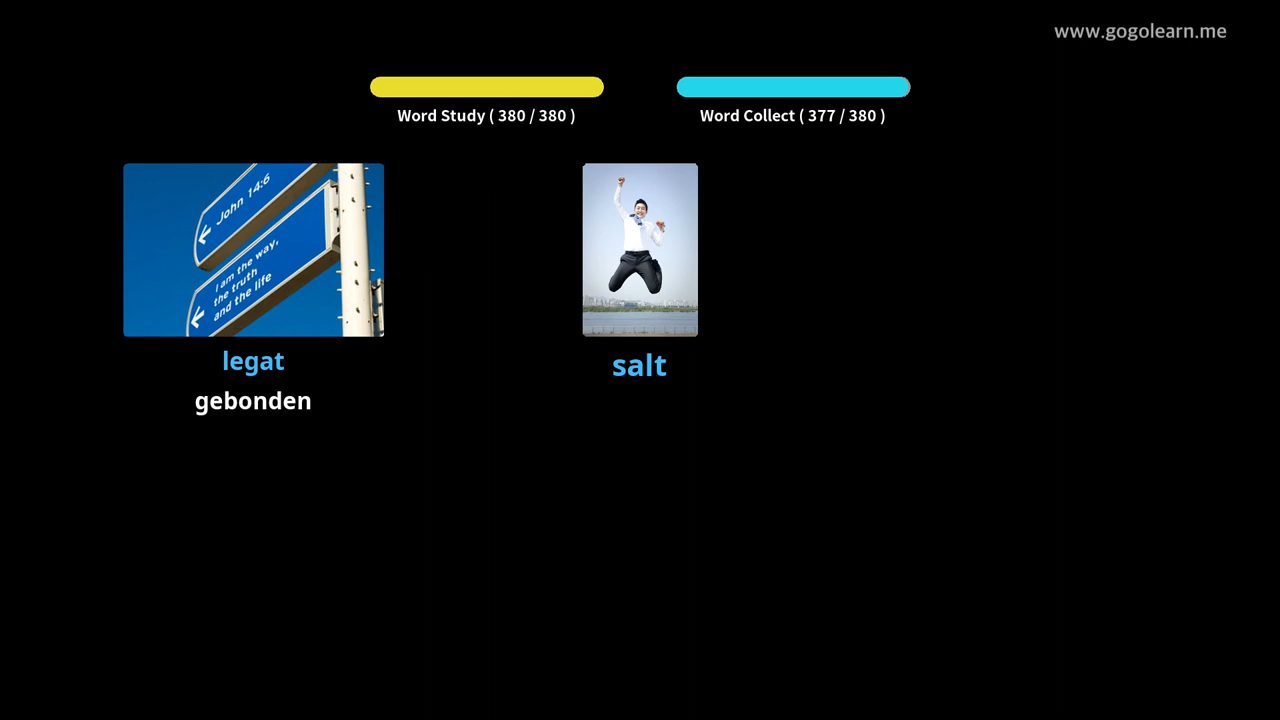 www.gogolearn.me
Word Study ( 380 / 380 )
Word Collect ( 377 / 380 )
John 14:6
I am the way,
the truth
and the life
legat
gebonden
salt